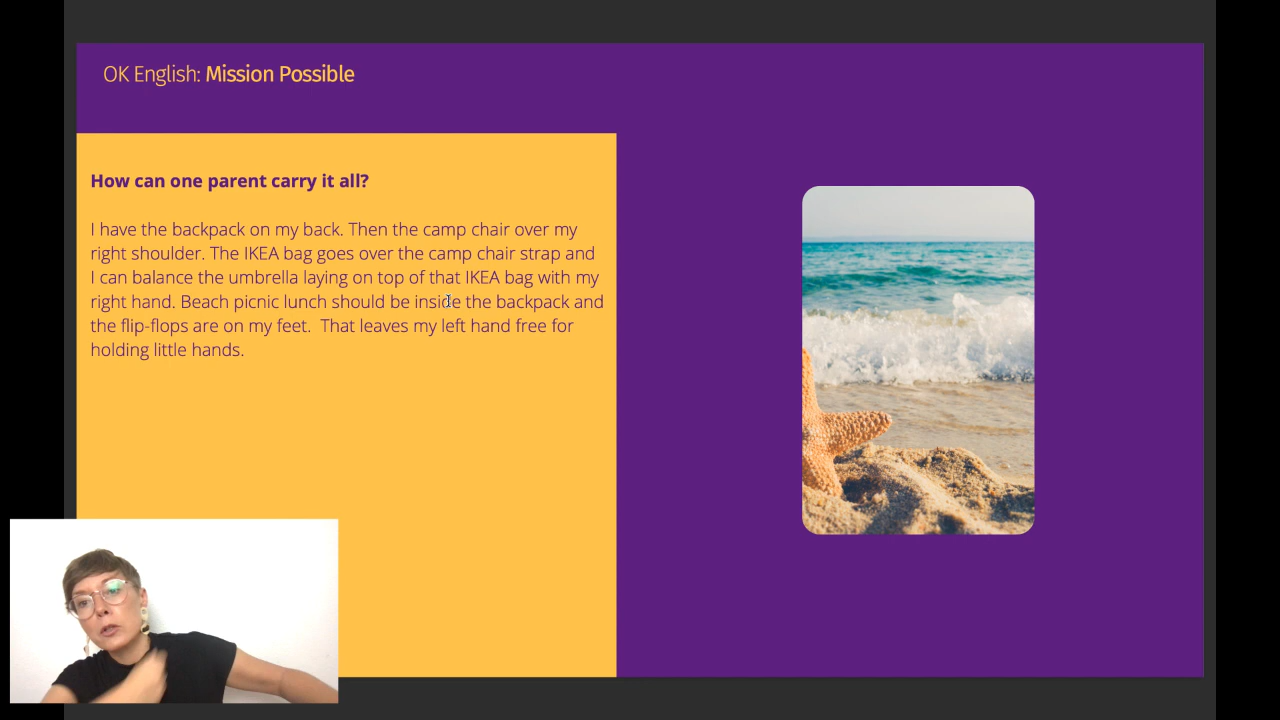 OK English: Mission Possible
How can one parent carry it all?
I have the backpack on my back. Then the camp chair over my
right shoulder. The IKEA bag goes over the camp chair strap and
I can balance the umbrella laying on top of that IKEA bag with my
right hand. Beach picnic lunch should be inside the backpack and
the flip-flops are on my feet.  That leaves my left hand free for
holding little hands.